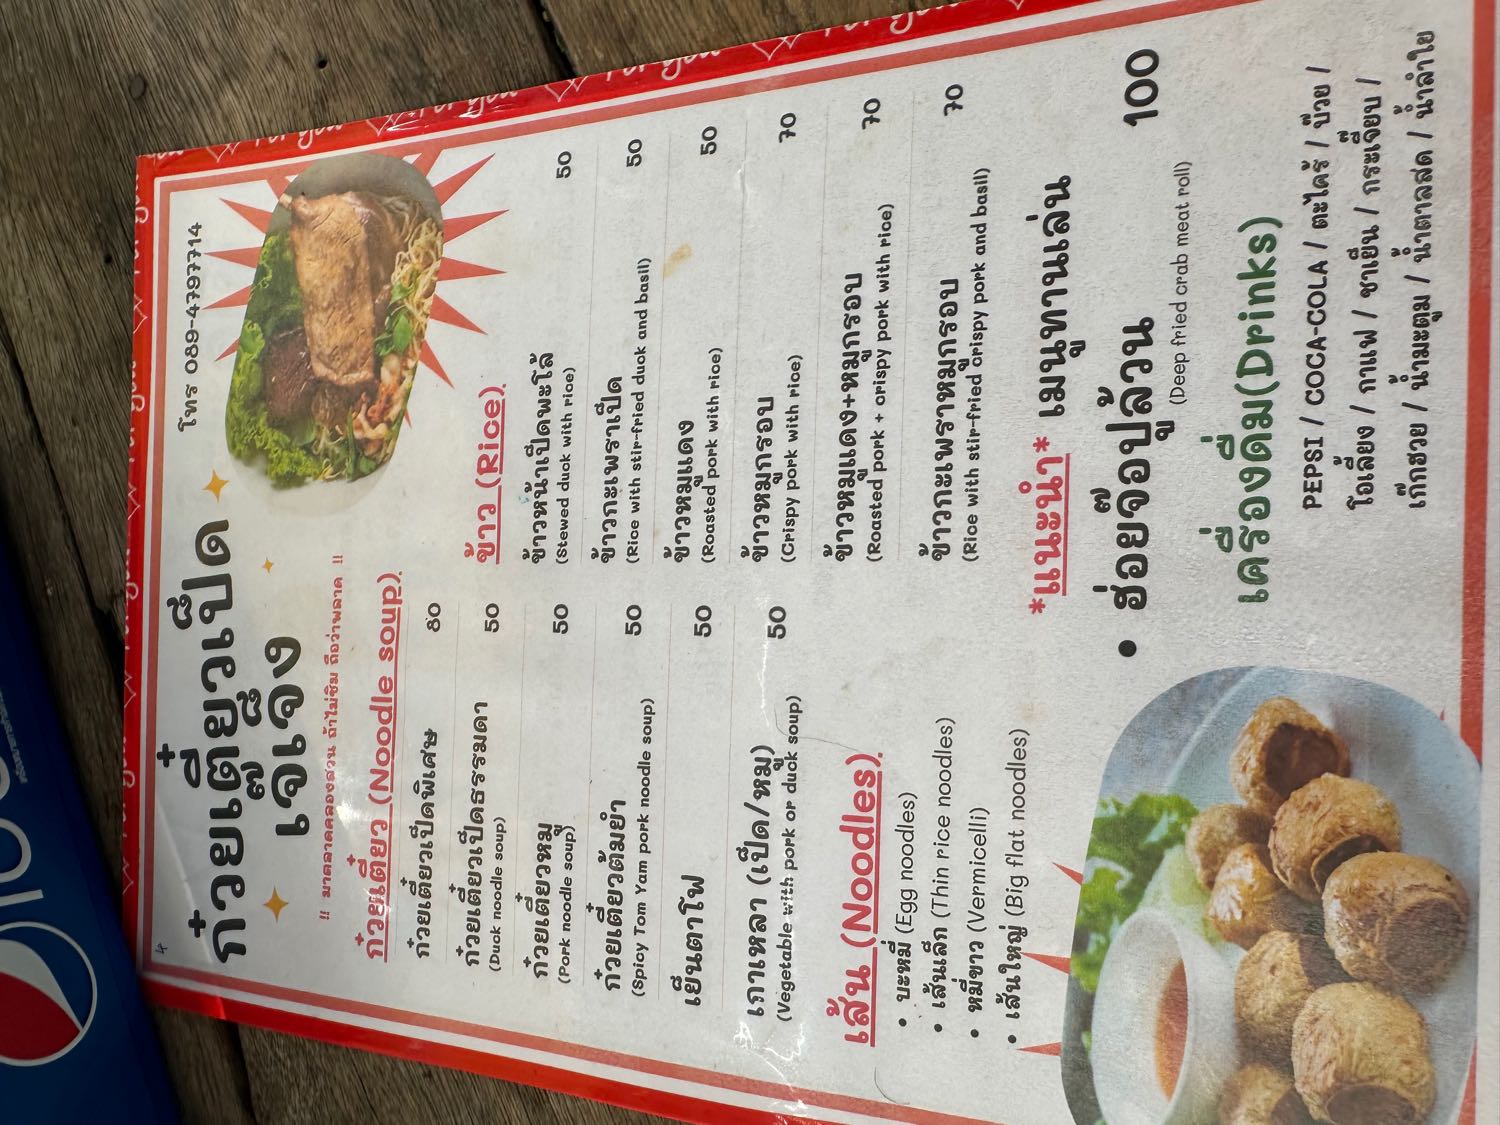 4
โทร 089-4797714
ก๋วยเตี๋ยวเป็ด
เจ๊เจ็ง
!! มาตลาดคลองสวน ถ้าไม่ชิม ถือว่าพลาด !!
ก๋วยเตี๋ยว (Noodle soup)
ก๋วยเตี๋ยวเป็ดพิเศษ 80
ก๋วยเตี๋ยวเป็ดธรรมดา 50
(Duck noodle soup)
ก๋วยเตี๋ยวหมู 50
(Pork noodle soup)
ก๋วยเตี๋ยวต้มยำ 50
(Spicy Tom Yam pork noodle soup)
เย็นตาโฟ 50
เกาเหลา (เป็ด/หมู) 50
(Vegetable with pork or duck soup)
เส้น (Noodles)
• บะหมี่ (Egg noodles)
• เส้นเล็ก (Thin rice noodles)
• หมี่ขาว (Vermicelli)
• เส้นใหญ่ (Big flat noodles)
ข้าว (Rice)
ข้าวหน้าเป็ดพะโล้ 50
(Stewed duck with rice)
ข้าวกะเพราเป็ด 50
(Rice with stir-fried duck and basil)
ข้าวหมูแดง 50
(Roasted pork with rice)
ข้าวหมูกรอบ 70
(Crispy pork with rice)
ข้าวหมูแดง+หมูกรอบ 70
(Roasted pork + crispy pork with rice)
ข้าวกะเพราหมูกรอบ 70
(Rice with stir-fried crispy pork and basil)
*แนะนำ* เมนูทานเล่น
• ฮ่อยจ๊อปูล้วน 100
(Deep fried crab meat roll)
เครื่องดื่ม(Drinks)
PEPSI / COCA-COLA / ตะไคร้ / บ๊วย /
โอเลี้ยง / กาแฟ / ชาเย็น / กระเจี๊ยบ /
เก๊กฮวย / น้ำมะตูม / น้ำตาลสด / น้ำลำใย